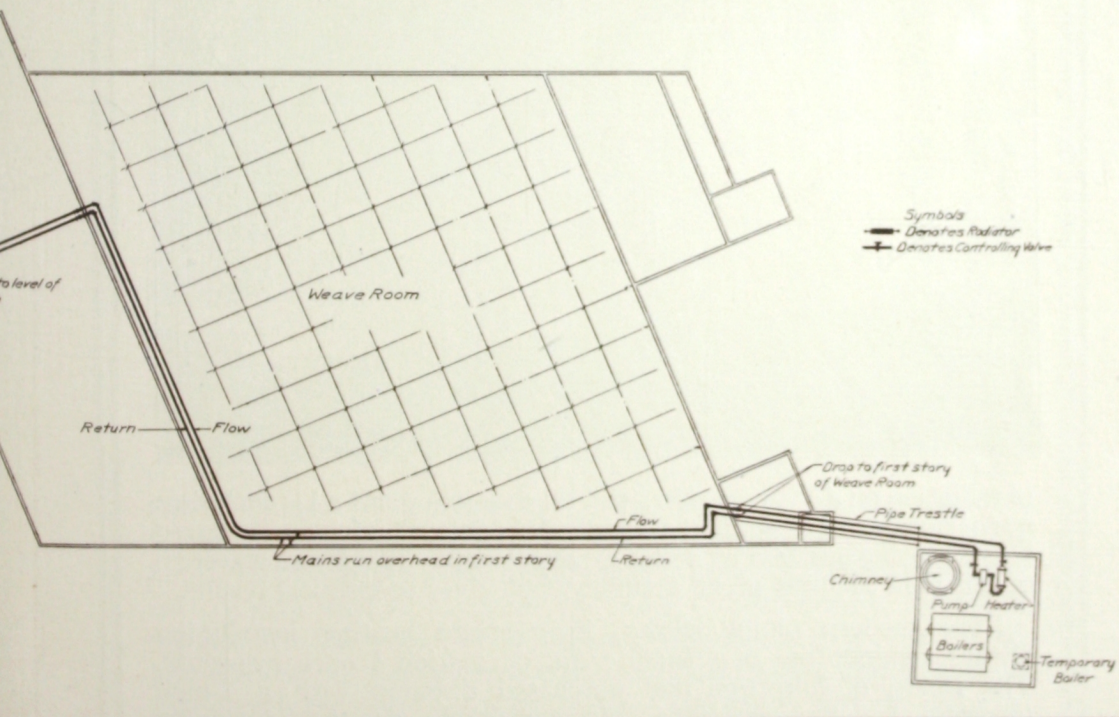 Symbols
Denotes Radiator
Denotes Controlling Valve
to level of
Weave Room
Return
Flow
Drop to first story
of Weave Room
Pipe Trestle
Flow
Return
Mains run overhead in first story
Chimney
Pump
Heater
Boilers
Temporary
Boiler